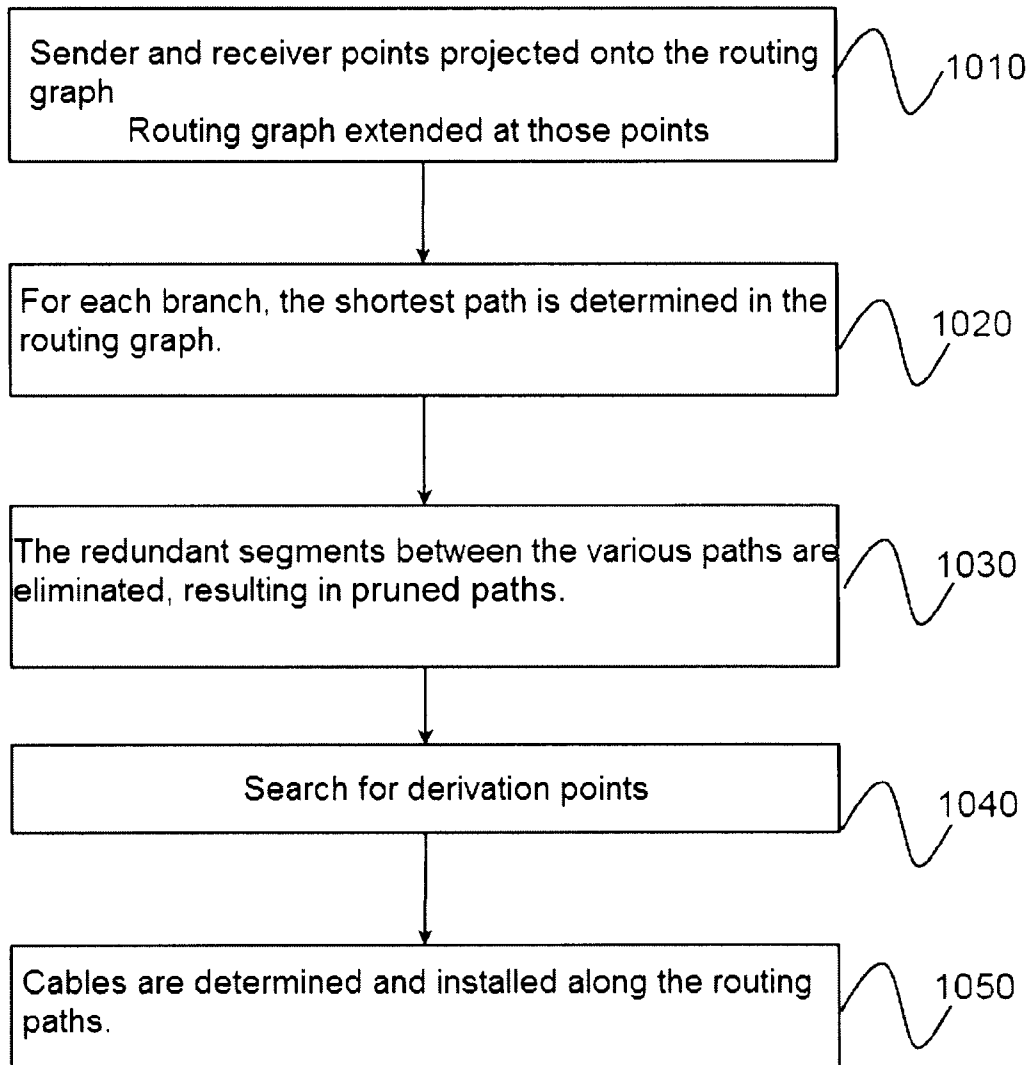 Sender and receiver points projected onto the routing
graph
Routing graph extended at those points
1010
For each branch, the shortest path is determined in the
routing graph.
1020
The redundant segments between the various paths are
eliminated, resulting in pruned paths.
1030
Search for derivation points
1040
Cables are determined and installed along the routing
paths.
1050